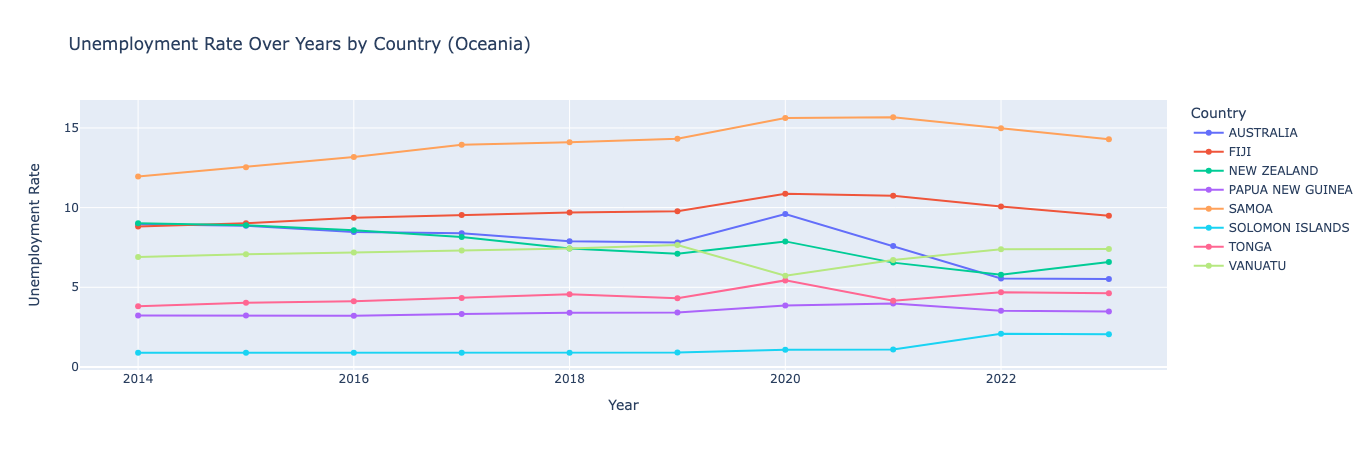 Unemployment Rate Over Years by Country (Oceania)
Unemployment Rate
15
10
5
0
2014
2016
2018
2020
2022
Year
Country
AUSTRALIA
FIJI
NEW ZEALAND
PAPUA NEW GUINEA
SAMOA
SOLOMON ISLANDS
TONGA
VANUATU